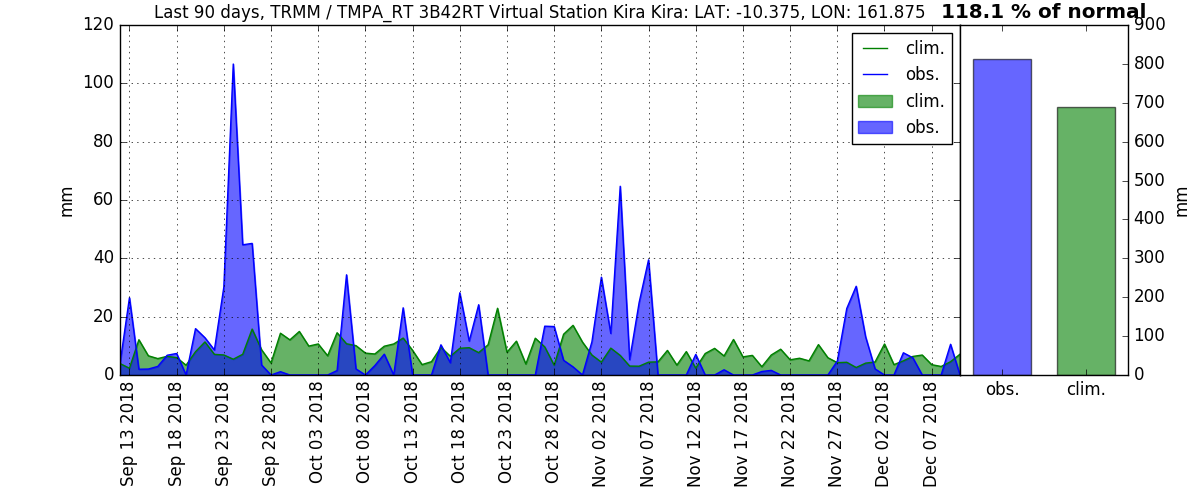 Last 90 days, TRMM / TMPA_RT 3B42RT Virtual Station Kira Kira: LAT: -10.375, LON: 161.875 118.1 % of normal
120
100
80
60
40
20
0
mm
clim.
obs.
clim.
obs.
900
800
700
600
500
400
300
200
100
0
mm
obs.
clim.
Sep 13 2018
Sep 18 2018
Sep 23 2018
Sep 28 2018
Oct 03 2018
Oct 08 2018
Oct 13 2018
Oct 18 2018
Oct 23 2018
Oct 28 2018
Nov 02 2018
Nov 07 2018
Nov 12 2018
Nov 17 2018
Nov 22 2018
Nov 27 2018
Dec 02 2018
Dec 07 2018